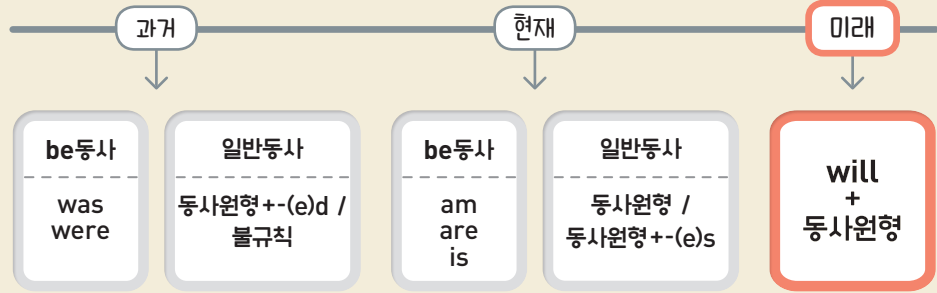 과거
현재
미래
be동사
was
were
일반동사
동사원형+-(e)d /
불규칙
be동사
am
are
is
일반동사
동사원형 /
동사원형+-(e)s
will
+
동사원형